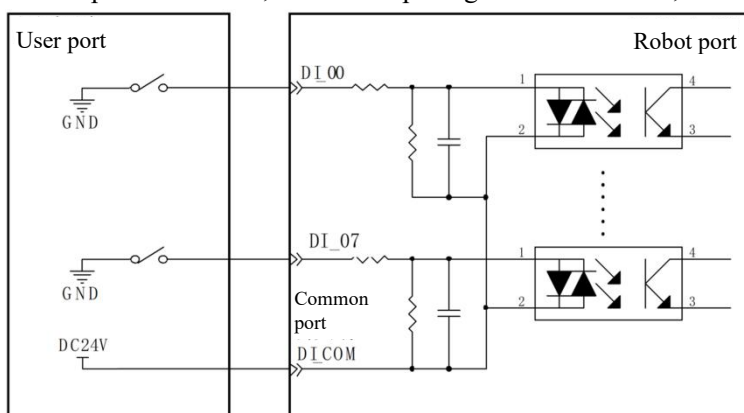 User port
Robot port
DI_00
1
4
GND
2
3
DI_07
1
4
GND
Common
port
2
3
DC24V
DI_COM